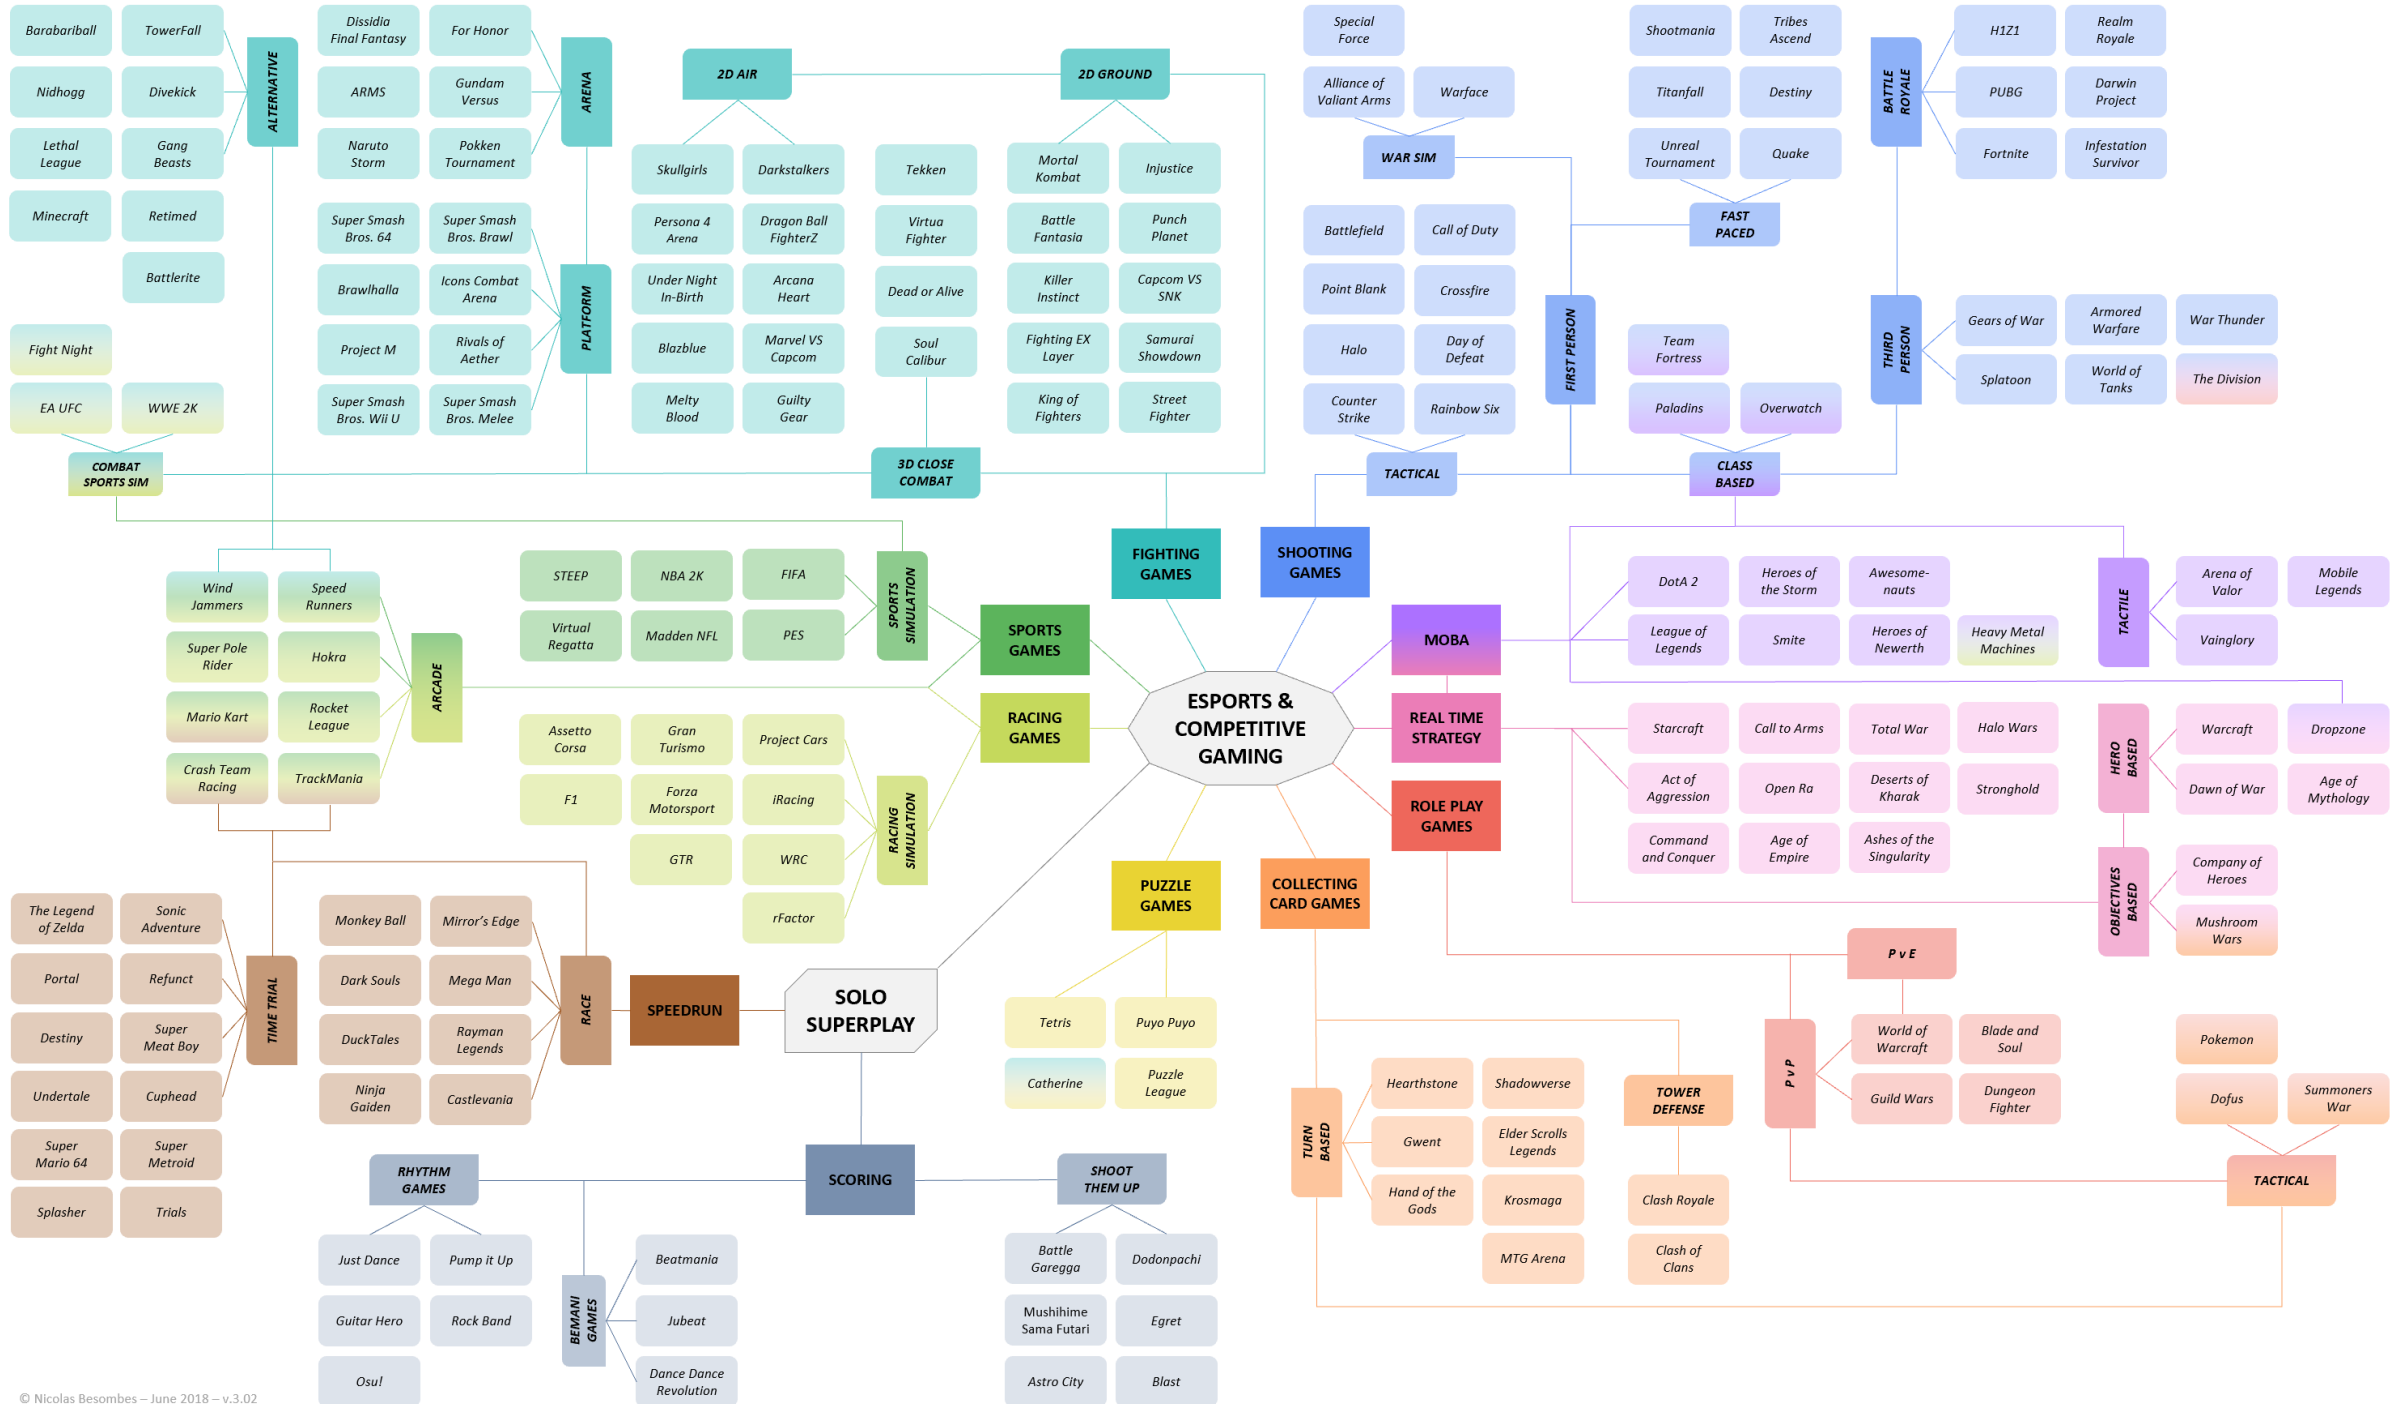 Barabariball
TowerFall
Nidhogg
Divekick
Lethal
League
Gang
Beasts
Minecraft
Retimed
Battlerite
ALTERNATIVE
Dissidia
Final Fantasy
For Honor
ARMS
Gundam
Versus
Naruto
Storm
Pokken
Tournament
ARENA
Super Smash
Bros. 64
Super Smash
Bros. Brawl
Brawlhalla
Icons Combat
Arena
Project M
Rivals of
Aether
Super Smash
Bros. Wii U
Super Smash
Bros. Melee
PLATFORM
Fight Night
EA UFC
WWE 2K
COMBAT
SPORTS SIM
2D AIR
Skullgirls
Darkstalkers
Persona 4
Arena
Dragon Ball
FighterZ
Under Night
In-Birth
Arcana
Heart
Blazblue
Marvel VS
Capcom
Melty
Blood
Guilty
Gear
Tekken
Virtua
Fighter
Dead or Alive
Soul
Calibur
3D CLOSE
COMBAT
2D GROUND
Mortal
Kombat
Injustice
Battle
Fantasia
Punch
Planet
Killer
Instinct
Capcom VS
SNK
Fighting EX
Layer
Samurai
Showdown
King of
Fighters
Street
Fighter
FIGHTING
GAMES
Special
Force
Alliance of
Valiant Arms
Warface
WAR SIM
Battlefield
Call of Duty
Point Blank
Crossfire
Halo
Day of
Defeat
Counter
Strike
Rainbow Six
TACTICAL
FIRST PERSON
Shootmania
Tribes
Ascend
Titanfall
Destiny
Unreal
Tournament
Quake
FAST
PACED
Team
Fortress
Paladins
Overwatch
CLASS
BASED
BATTLE
ROYALE
H1Z1
Realm
Royale
PUBG
Darwin
Project
Fortnite
Infestation
Survivor
THIRD
PERSON
Gears of War
Armored
Warfare
War Thunder
Splatoon
World of
Tanks
The Division
SHOOTING
GAMES
Wind
Jammers
Speed
Runners
Super Pole
Rider
Hokra
Mario Kart
Rocket
League
Crash Team
Racing
TrackMania
ARCADE
STEEP
NBA 2K
FIFA
Virtual
Regatta
Madden NFL
PES
SPORTS
SIMULATION
SPORTS
GAMES
RACING
GAMES
Assetto
Corsa
Gran
Turismo
Project Cars
F1
Forza
Motorsport
iRacing
GTR
WRC
rFactor
RACING
SIMULATION
ESPORTS &
COMPETITIVE
GAMING
MOBA
REAL TIME
STRATEGY
ROLE PLAY
GAMES
DotA 2
Heroes of
the Storm
Awesome-
nauts
League of
Legends
Smite
Heroes of
Newerth
Heavy Metal
Machines
TACTILE
Arena of
Valor
Mobile
Legends
Vainglory
Starcraft
Call to Arms
Total War
Halo Wars
Act of
Aggression
Open Ra
Deserts of
Kharak
Stronghold
Command
and Conquer
Age of
Empire
Ashes of the
Singularity
HERO
BASED
Warcraft
Dropzone
Dawn of War
Age of
Mythology
OBJECTIVES
BASED
Company of
Heroes
Mushroom
Wars
PUZZLE
GAMES
Tetris
Puyo Puyo
Catherine
Puzzle
League
COLLECTING
CARD GAMES
TURN
BASED
Hearthstone
Shadowverse
Gwent
Elder Scrolls
Legends
Hand of the
Gods
Krosmaga
MTG Arena
TOWER
DEFENSE
Clash Royale
Clash of
Clans
P v E
P v P
World of
Warcraft
Blade and
Soul
Guild Wars
Dungeon
Fighter
Pokemon
Dofus
Summoners
War
TACTICAL
The Legend
of Zelda
Sonic
Adventure
Portal
Refunct
Destiny
Super
Meat Boy
Undertale
Cuphead
Super
Mario 64
Super
Metroid
Splasher
Trials
TIME TRIAL
Monkey Ball
Mirror's Edge
Dark Souls
Mega Man
DuckTales
Rayman
Legends
Ninja
Gaiden
Castlevania
RACE
SPEEDRUN
SOLO
SUPERPLAY
SCORING
RHYTHM
GAMES
Just Dance
Pump it Up
Guitar Hero
Rock Band
Osu!
BEMANI
GAMES
Beatmania
Jubeat
Dance Dance
Revolution
SHOOT
THEM UP
Battle
Garegga
Dodonpachi
Mushihime
Sama Futari
Egret
Astro City
Blast
© Nicolas Besombes – June 2018 – v.3.02